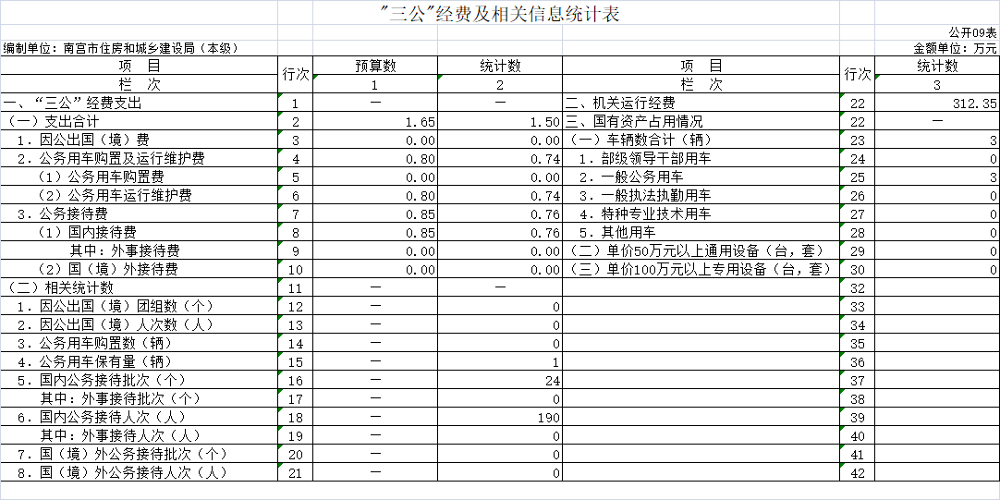 "三公"经费及相关信息统计表
公开09表
编制单位：南宫市住房和城乡建设局（本级） 金额单位：万元
项 目 行次 预算数 统计数 项 目 行次 统计数
栏 次 1 2 栏 次 3
一、“三公”经费支出 1 — — 二、机关运行经费 22 312.35
（一）支出合计 2 1.65 1.50 三、国有资产占用情况 22 —
1．因公出国（境）费 3 0.00 0.00 （一）车辆数合计（辆） 23 3
2．公务用车购置及运行维护费 4 0.80 0.74 1．部级领导干部用车 24 0
（1）公务用车购置费 5 0.00 0.00 2．一般公务用车 25 3
（2）公务用车运行维护费 6 0.80 0.74 3．一般执法执勤用车 26 0
3．公务接待费 7 0.85 0.76 4．特种专业技术用车 27 0
（1）国内接待费 8 0.85 0.76 5．其他用车 28 0
其中：外事接待费 9 0.00 0.00 （二）单价50万元以上通用设备（台，套） 29 0
（2）国（境）外接待费 10 0.00 0.00 （三）单价100万元以上专用设备（台，套） 30 0
（二）相关统计数 11 — — 32
1．因公出国（境）团组数（个） 12 — 0 33
2．因公出国（境）人次数（人） 13 — 0 34
3．公务用车购置数（辆） 14 — 0 35
4．公务用车保有量（辆） 15 — 1 36
5．国内公务接待批次（个） 16 — 24 37
其中：外事接待批次（个） 17 — 0 38
6．国内公务接待人次（人） 18 — 190 39
其中：外事接待人次（人） 19 — 0 40
7．国（境）外公务接待批次（个） 20 — 0 41
8．国（境）外公务接待人次（人） 21 — 0 42